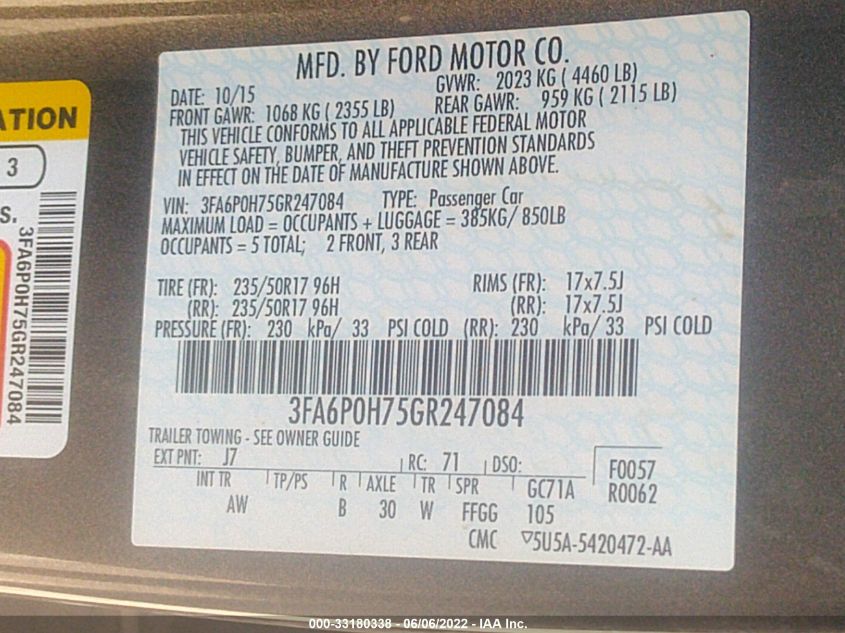 ATION
3
S.
3FA6P0H75GR247084
MFD. BY FORD MOTOR CO.
DATE: 10/15 GVWR: 2023 KG ( 4460 LB)
FRONT GAWR: 1068 KG ( 2355 LB) REAR GAWR: 959 KG ( 2115 LB)
THIS VEHICLE CONFORMS TO ALL APPLICABLE FEDERAL MOTOR
VEHICLE SAFETY, BUMPER, AND THEFT PREVENTION STANDARDS
IN EFFECT ON THE DATE OF MANUFACTURE SHOWN ABOVE.
VIN: 3FA6P0H75GR247084 TYPE: Passenger Car
MAXIMUM LOAD = OCCUPANTS + LUGGAGE = 385KG/ 850LB
OCCUPANTS = 5 TOTAL; 2 FRONT, 3 REAR
TIRE (FR): 235/50R17 96H RIMS (FR): 17x7.5J
(RR): 235/50R17 96H (RR): 17x7.5J
PRESSURE (FR): 230 kPa/ 33 PSI COLD (RR): 230 kPa/ 33 PSI COLD
3FA6P0H75GR247084
TRAILER TOWING - SEE OWNER GUIDE
EXT PNT: J7 RC: 71 DSO: F0057
INT TR TP/PS R AXLE TR SPR GC71A R0062
AW B 30 W FFGG 105
CMC ▽5U5A-5420472-AA
000-33180338 - 06/06/2022 - IAA Inc.